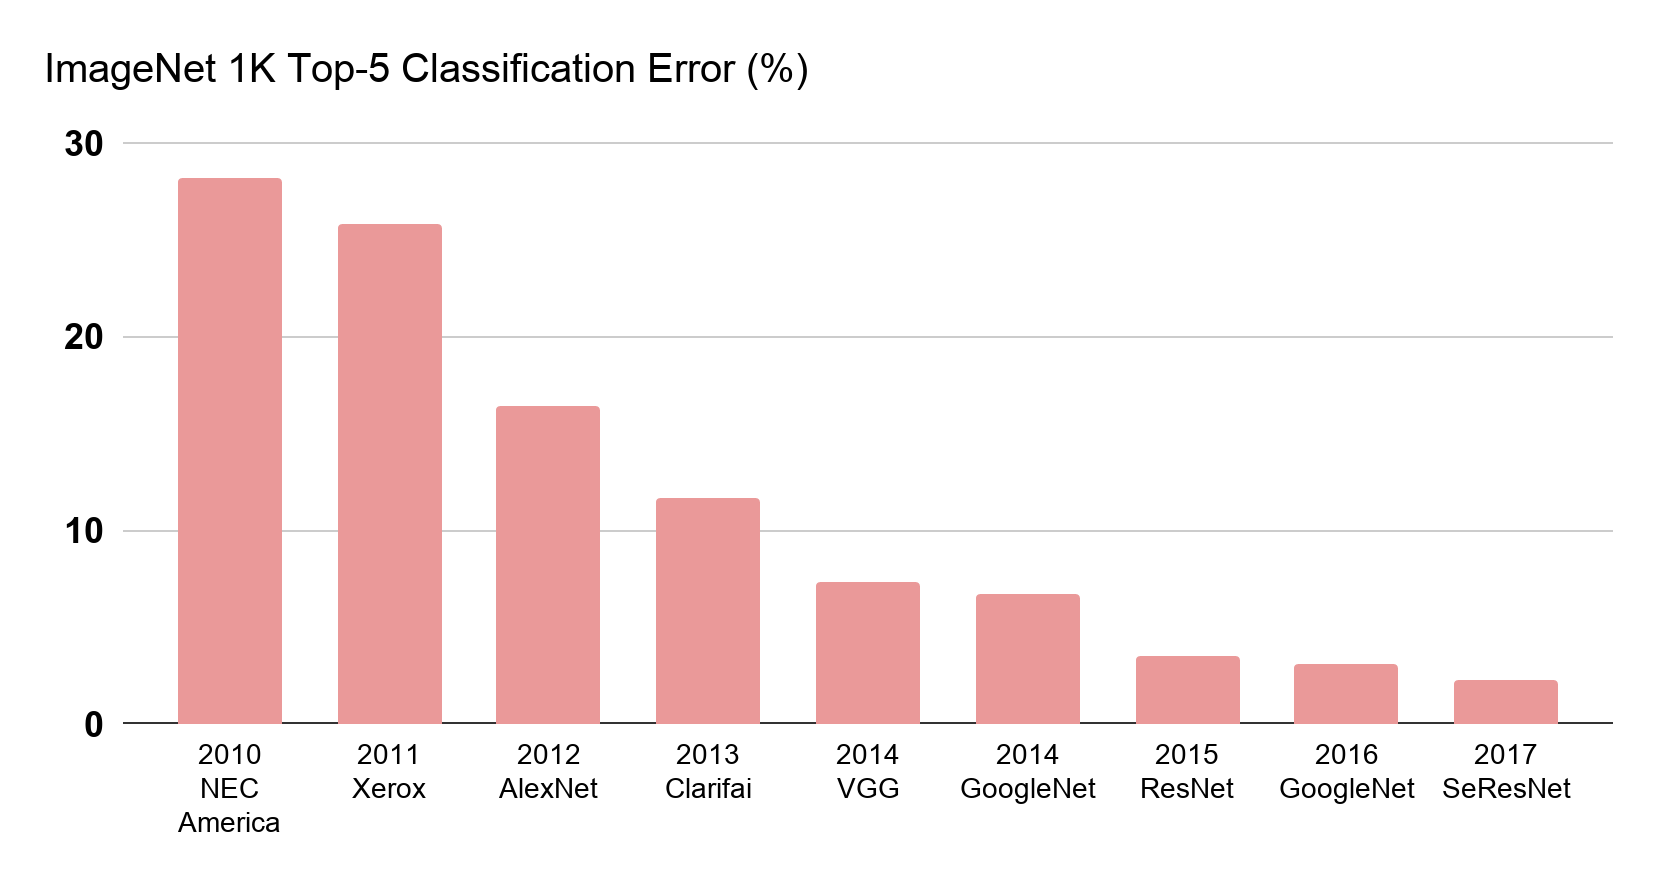 ImageNet 1K Top-5 Classification Error (%)
30
20
10
0
2010
NEC
America
2011
Xerox
2012
AlexNet
2013
Clarifai
2014
VGG
2014
GoogleNet
2015
ResNet
2016
GoogleNet
2017
SeResNet